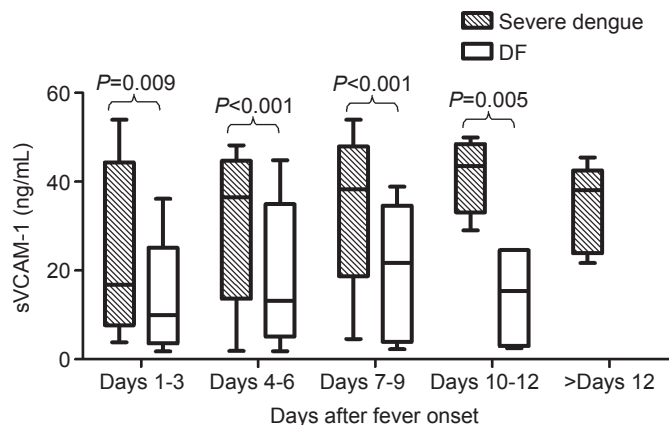 Severe dengue
DF
P=0.009
P<0.001
P<0.001
P=0.005
60
40
20
0
sVCAM-1 (ng/mL)
Days 1-3 Days 4-6 Days 7-9 Days 10-12 >Days 12
Days after fever onset